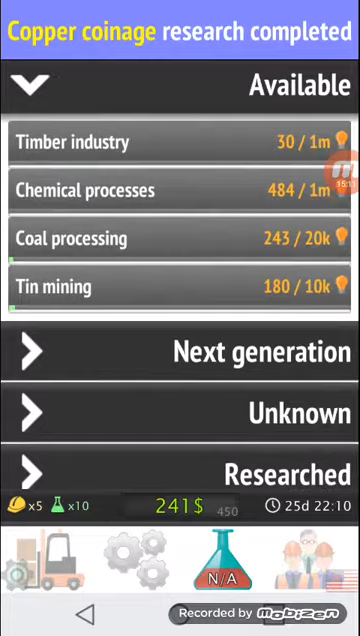 Copper coinage research completed
Available
Timber industry 30 / 1m
Chemical processes 484 / 1m
Coal processing 243 / 20k
Tin mining 180 / 10k
Next generation
Unknown
Researched
x5 x10 241$ 450 25d 22:10
N/A
Recorded by mobizen